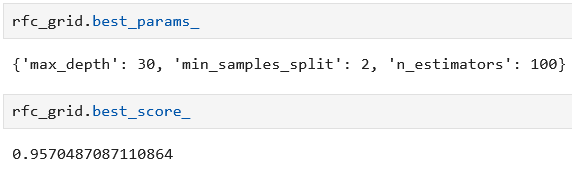 rfc_grid.best_params_
{'max_depth': 30, 'min_samples_split': 2, 'n_estimators': 100}
rfc_grid.best_score_
0.9570487087110864